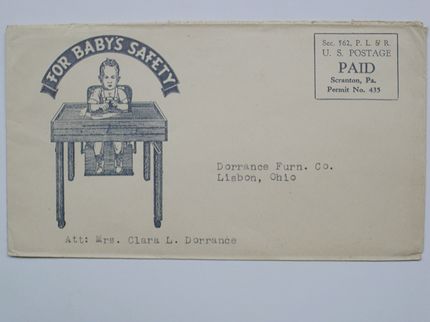 FOR BABY'S SAFETY
Sec. 562, P. L. & R.
U. S. POSTAGE
PAID
Scranton, Pa.
Permit No. 435
Dorrance Furn. Co.
Lisbon, Ohio
Att: Mrs. Clara L. Dorrance